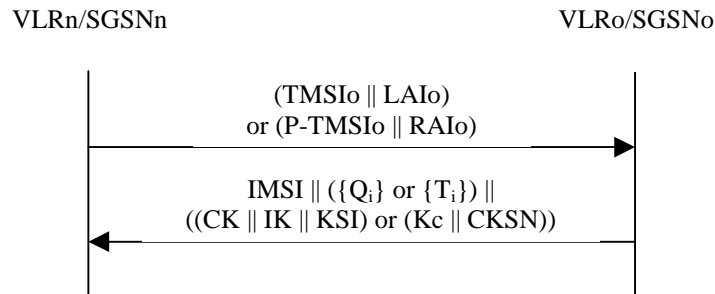 VLRn/SGSNn VLRo/SGSNo
(TMSIo || LAIo)
or (P-TMSIo || RAIo)
IMSI || ({Qi} or {Ti}) ||
((CK || IK || KSI) or (Kc || CKSN))